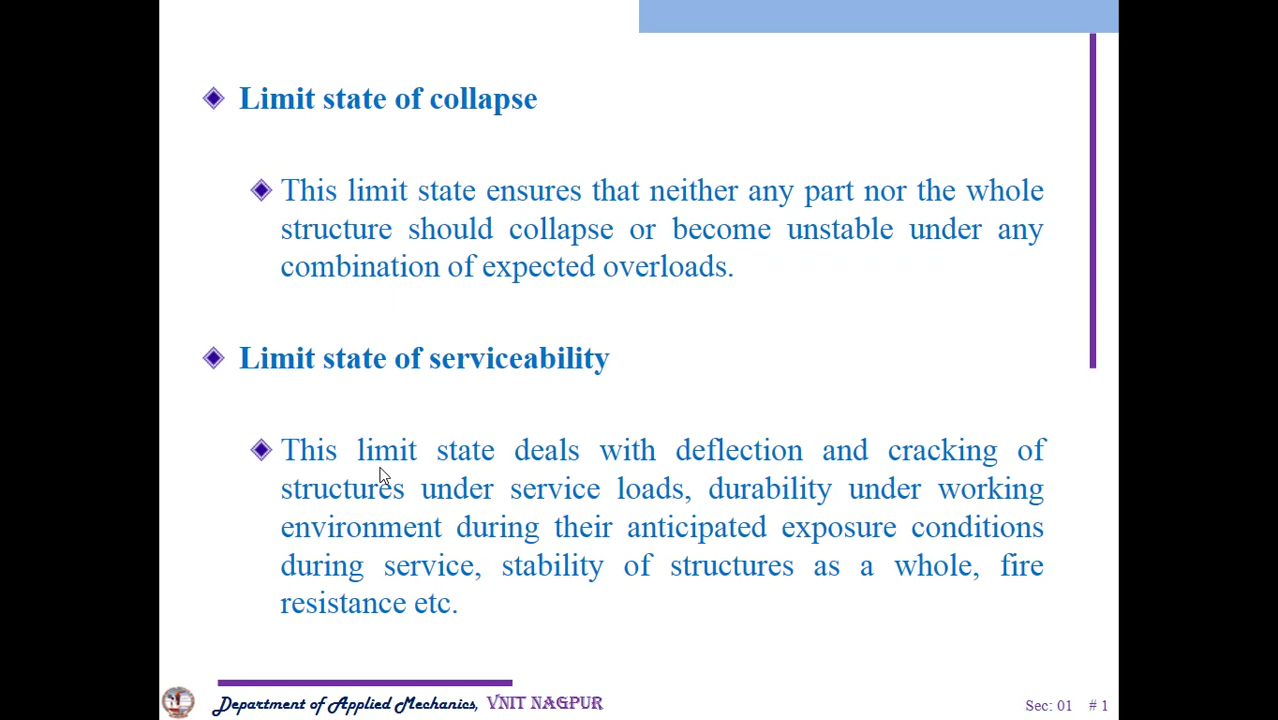 Limit state of collapse
This limit state ensures that neither any part nor the whole
structure should collapse or become unstable under any
combination of expected overloads.
Limit state of serviceability
This limit state deals with deflection and cracking of
structures under service loads, durability under working
environment during their anticipated exposure conditions
during service, stability of structures as a whole, fire
resistance etc.
Department of Applied Mechanics, VNIT NAGPUR
Sec: 01 # 1